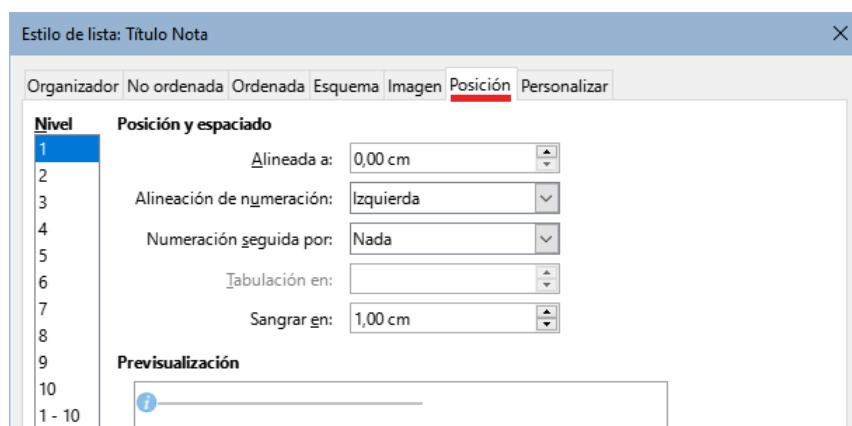 Estilo de lista: Título Nota
Organizador No ordenada Ordenada Esquema Imagen Posición Personalizar
Nivel Posición y espaciado
1 Alineada a: 0,00 cm
2
3 Alineación de numeración: Izquierda
4
5 Numeración seguida por: Nada
6 Tabulación en:
7 Sangrar en: 1,00 cm
8
9 Previsualización
10
1 - 10